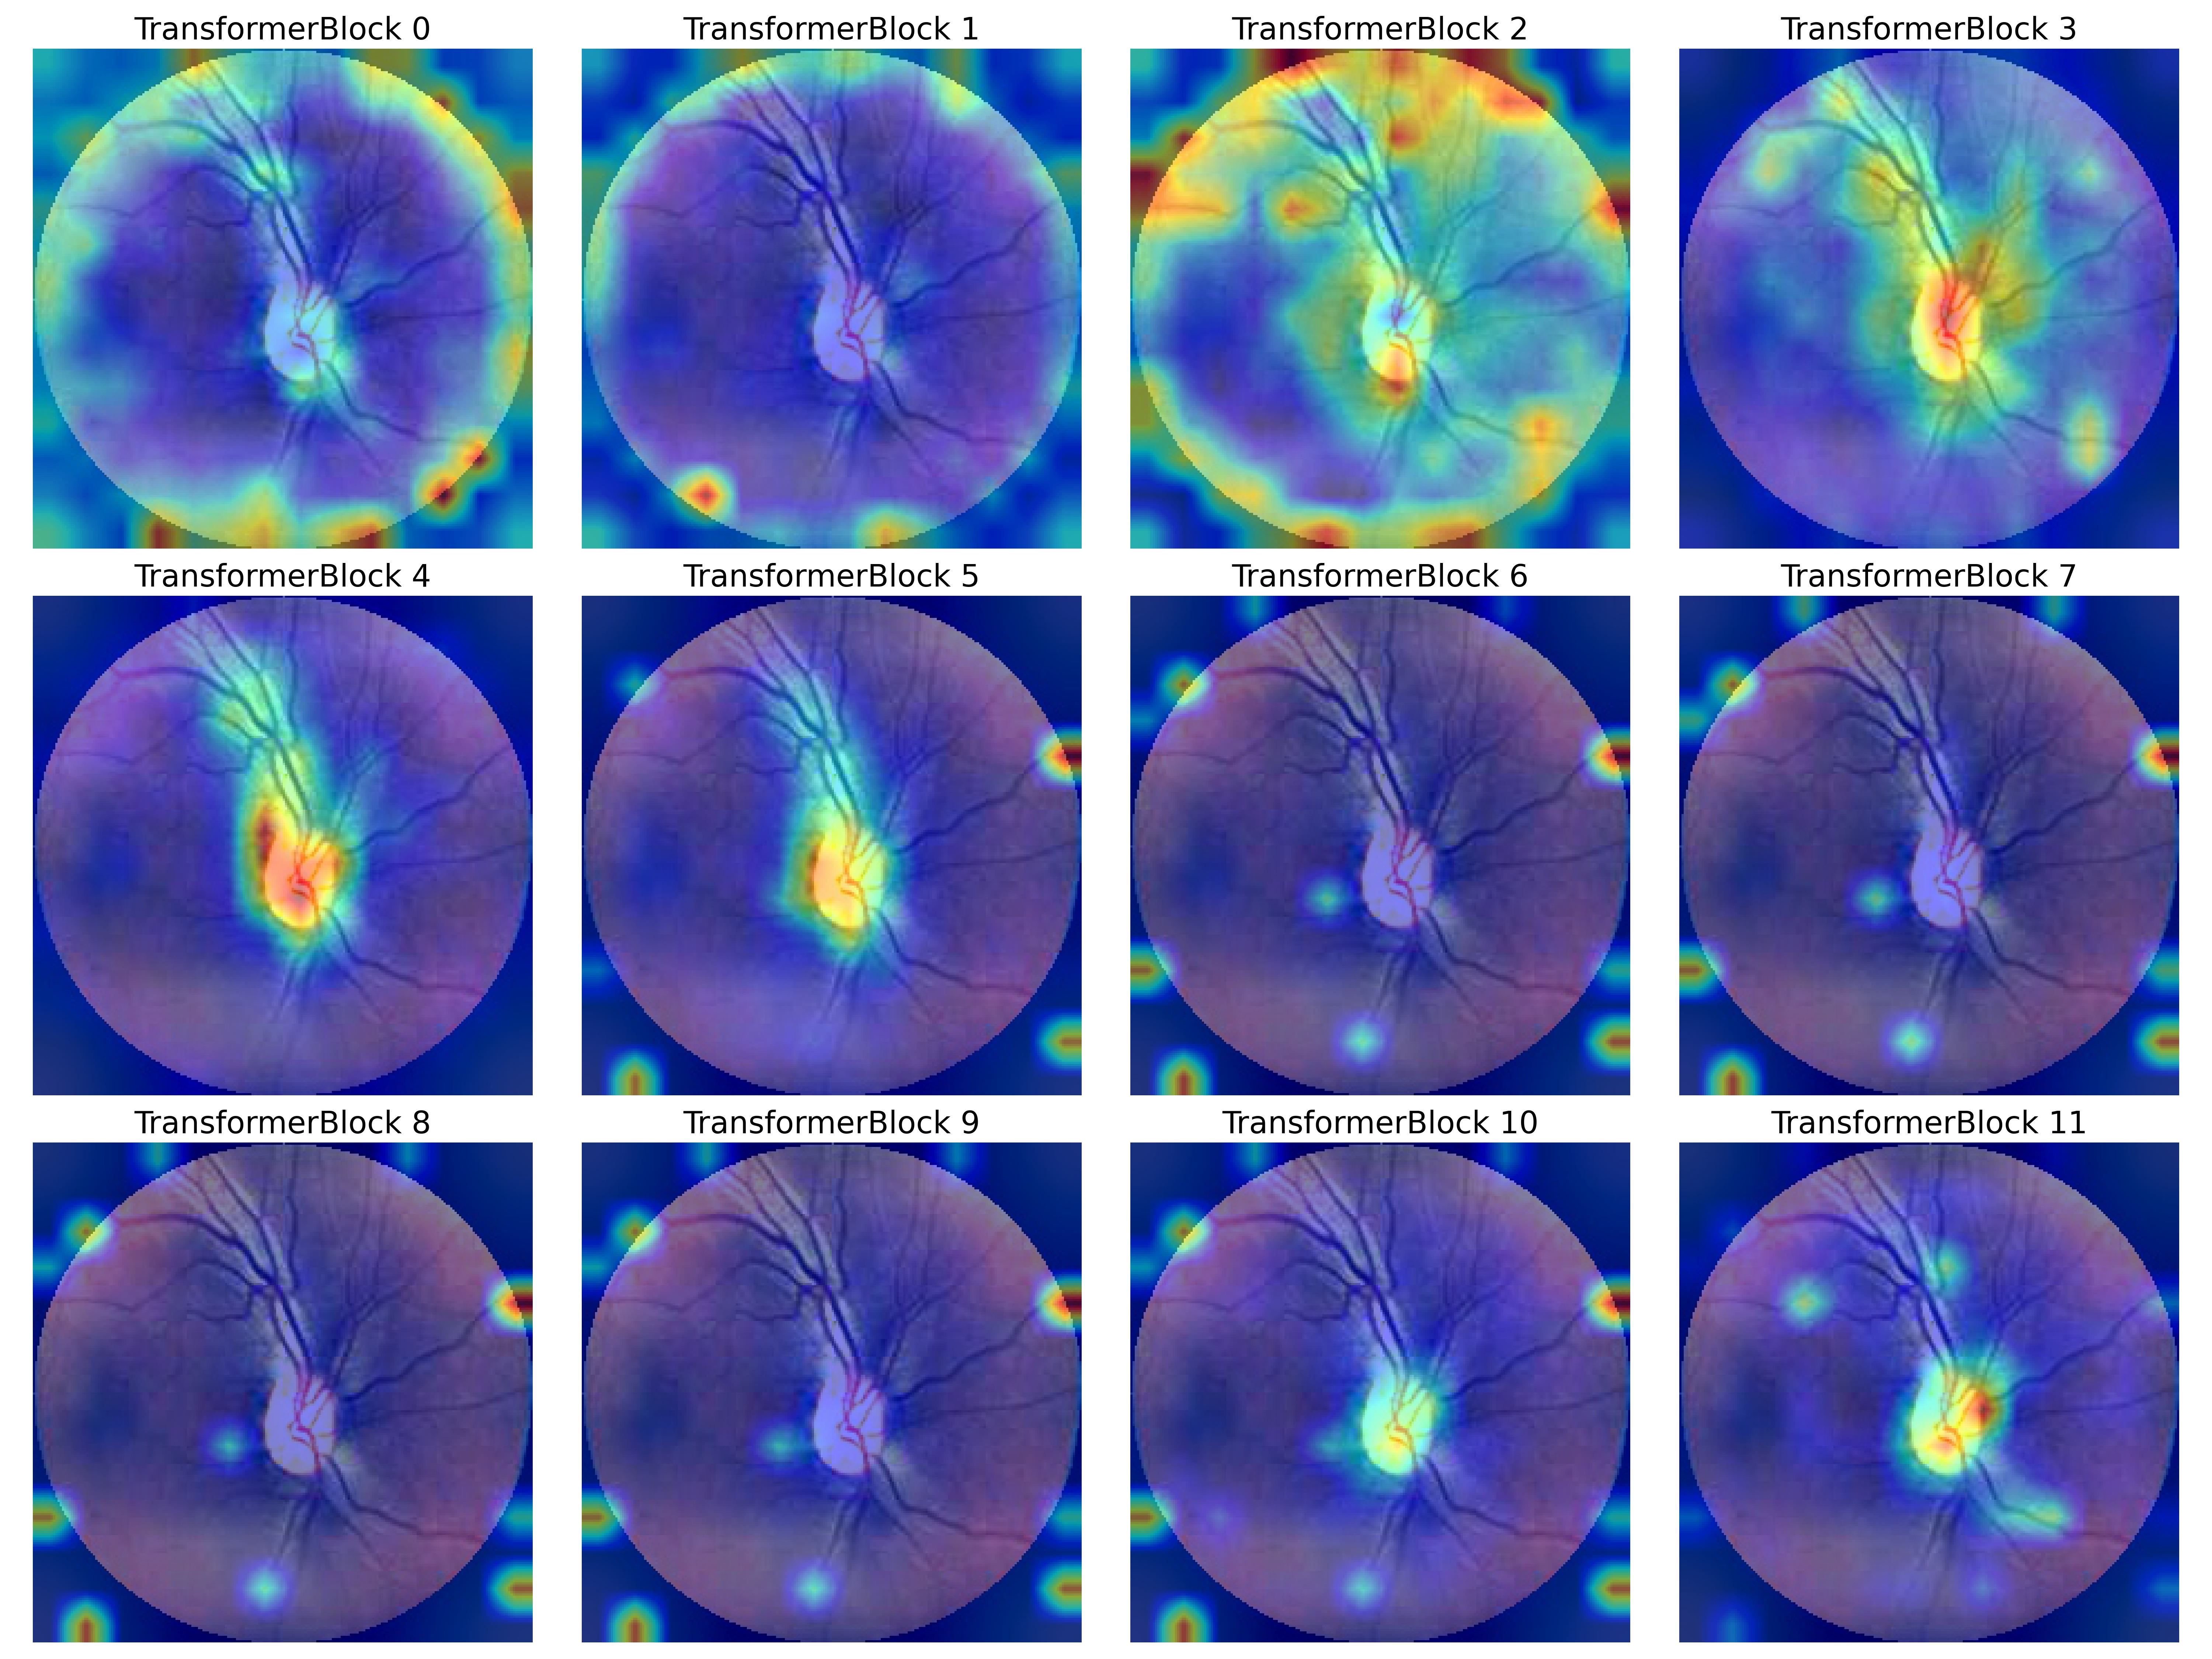 TransformerBlock 0
TransformerBlock 1
TransformerBlock 2
TransformerBlock 3
TransformerBlock 4
TransformerBlock 5
TransformerBlock 6
TransformerBlock 7
TransformerBlock 8
TransformerBlock 9
TransformerBlock 10
TransformerBlock 11